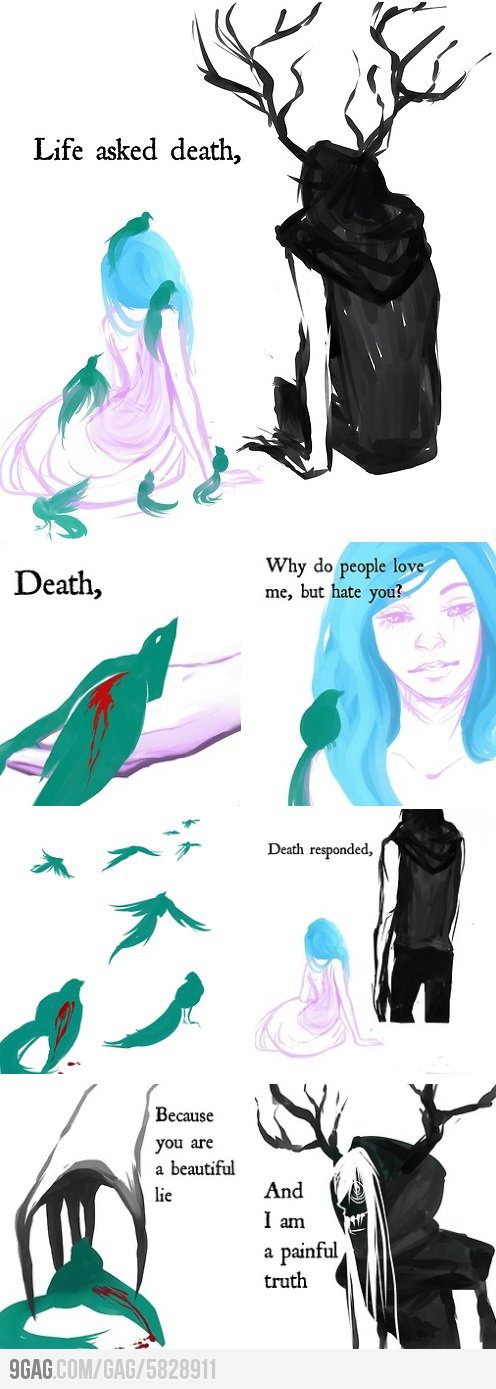 Life asked death,
Death,
Why do people love
me, but hate you?
Death responded,
Because
you are
a beautiful
lie
And
I am
a painful
truth
9GAG.COM/GAG/5828911